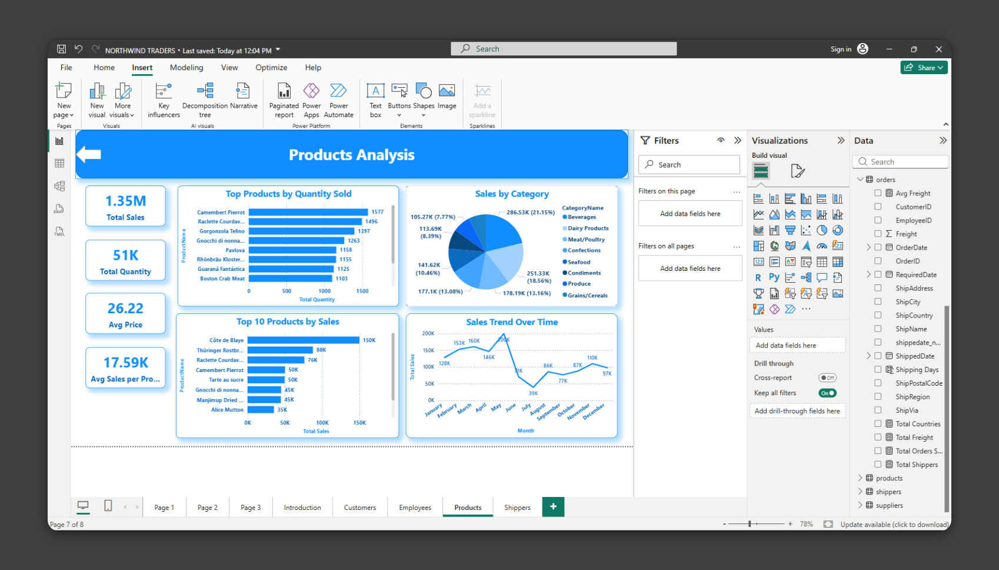 NORTHWIND TRADERS • Last saved: Today at 12:04 PM
Search
Sign in
File
Home
Insert
Modeling
View
Optimize
Help
Share
New page
New visual
More visuals
Key influencers
Decomposition tree
Narrative
Paginated report
Power Apps
Power Automate
Text box
Buttons
Shapes
Image
Add a sparkline
Pages
Visuals
AI visuals
Power Platform
Elements
Sparklines
DAX
TMDL
Products Analysis
1.35M
Total Sales
51K
Total Quantity
26.22
Avg Price
17.59K
Avg Sales per Pro...
Top Products by Quantity Sold
ProductName
Camembert Pierrot 1577
Raclette Courdav... 1496
Gorgonzola Telino 1397
Gnocchi di nonna... 1263
Pavlova 1158
Rhönbräu Kloster... 1155
Guaraná Fantástica 1125
Boston Crab Meat 1103
0 500 1000 1500
Total Quantity
Sales by Category
286.53K (21.15%)
251.33K (18.56%)
178.19K (13.16%)
177.1K (13.08%)
141.62K (10.46%)
113.69K (8.39%)
105.27K (7.77%)
CategoryName
Beverages
Dairy Products
Meat/Poultry
Confections
Seafood
Condiments
Produce
Grains/Cereals
Top 10 Products by Sales
ProductName
Côte de Blaye 150K
Thüringer Rostbr... 88K
Raclette Courdav... 76K
Camembert Pierrot 50K
Tarte au sucre 50K
Gnocchi di nonna... 45K
Manjimup Dried ... 45K
Alice Mutton 35K
0K 50K 100K 150K
Total Sales
Sales Trend Over Time
Total Sales
200K
150K
100K
50K
0K
128K 153K 160K 146K 200K 71K 39K 86K 77K 87K 110K 97K
January February March April May June July August September October November December
Month
Filters
Search
Filters on this page ...
Add data fields here
Filters on all pages ...
Add data fields here
Visualizations
Build visual
123
123
R Py
...
Values
Add data fields here
Drill through
Cross-report Off
Keep all filters On
Add drill-through fields here
Data
Search
orders
Avg Freight
CustomerID
EmployeeID
Freight
OrderDate
OrderID
RequiredDate
ShipAddress
ShipCity
ShipCountry
ShipName
shippedate_n...
ShippedDate
Shipping Days
ShipPostalCode
ShipRegion
ShipVia
Total Countries
Total Freight
Total Orders S...
Total Shippers
products
shippers
suppliers
Page 1
Page 2
Page 3
Introduction
Customers
Employees
Products
Shippers
+
Page 7 of 8
- + 78%
Update available (click to download)